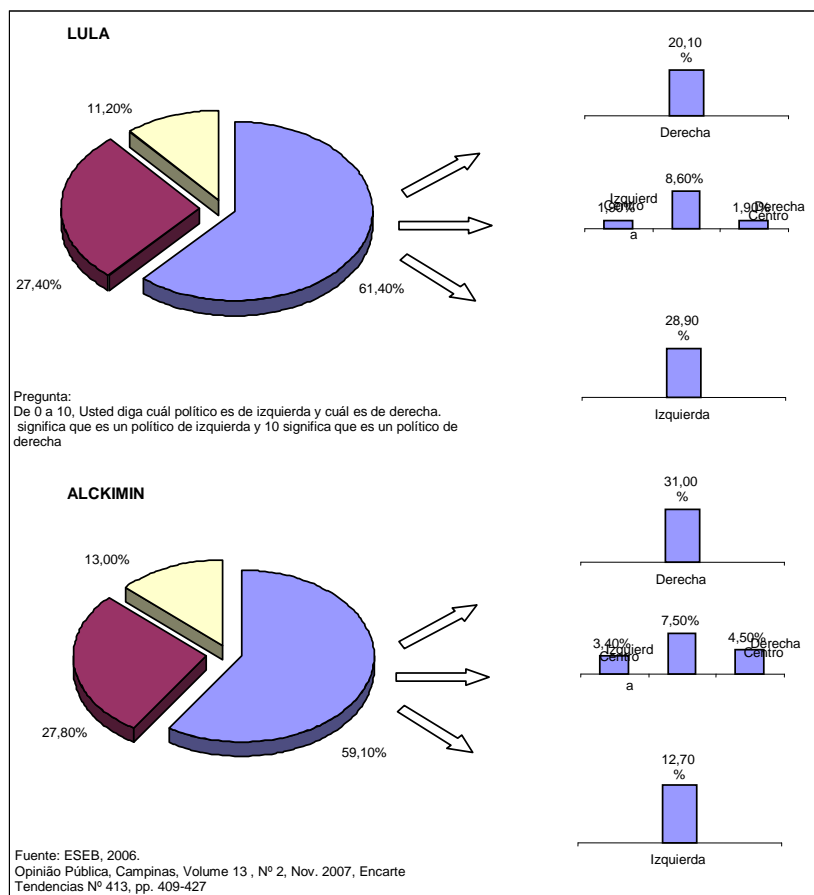 LULA
11,20%
27,40%
61,40%
20,10
%
Derecha
8,60%
1,90%
Izquierd
Centro
a
1,90%
Derecha
Centro
28,90
%
Izquierda
Pregunta:
De 0 a 10, Usted diga cuál político es de izquierda y cuál es de derecha.
significa que es un político de izquierda y 10 significa que es un político de
derecha
ALCKIMIN
13,00%
27,80%
59,10%
31,00
%
Derecha
7,50%
3,40%
Izquierd
Centro
a
4,50%
Derecha
Centro
12,70
%
Izquierda
Fuente: ESEB, 2006.
Opinião Pública, Campinas, Volume 13 , Nº 2, Nov. 2007, Encarte
Tendencias Nº 413, pp. 409-427